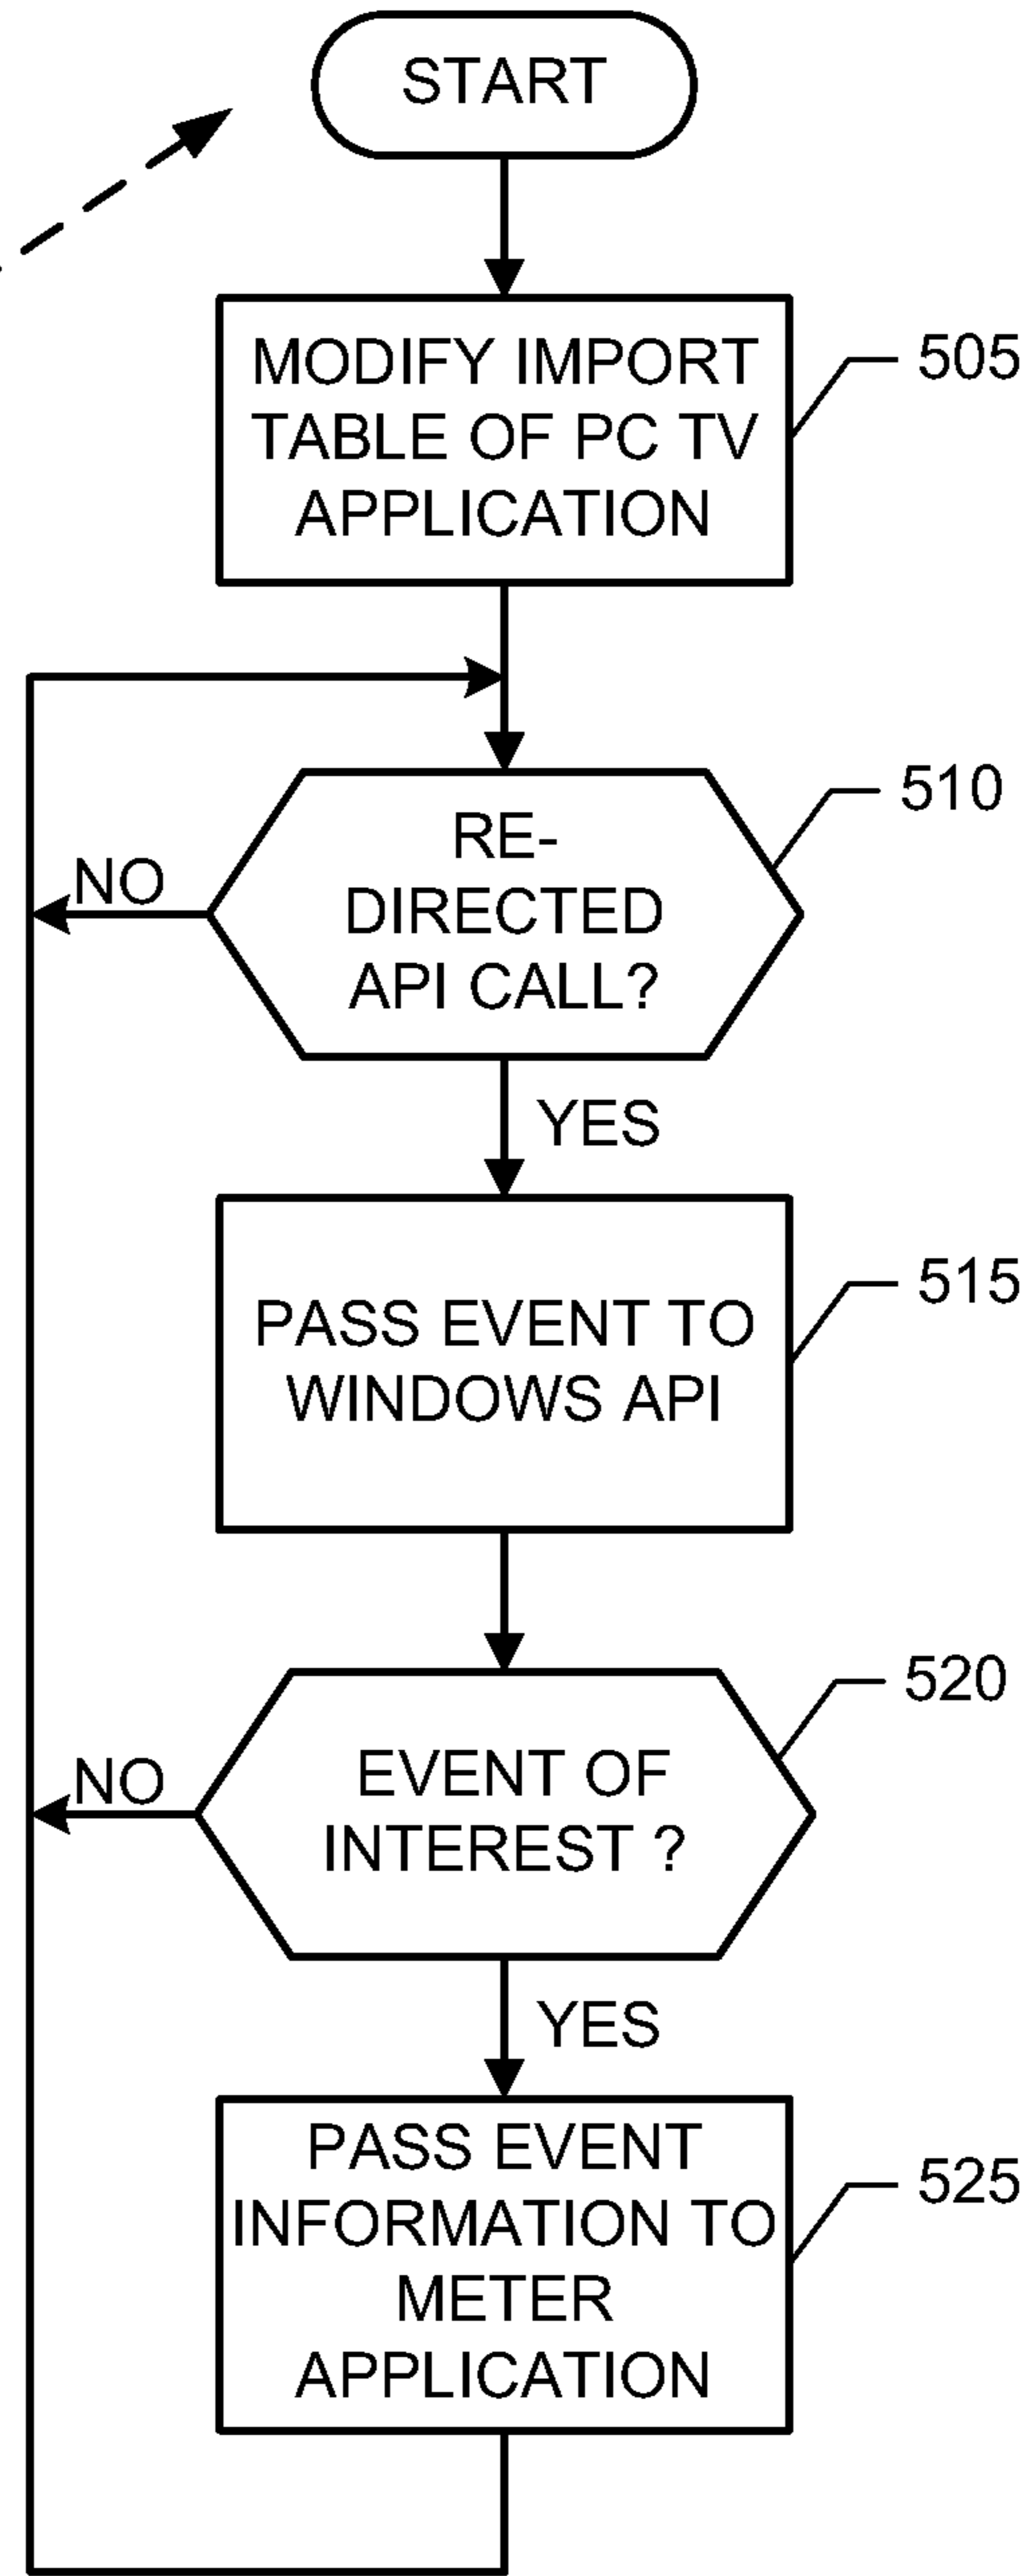 START
MODIFY IMPORT
TABLE OF PC TV
APPLICATION
505
RE-
DIRECTED
API CALL?
510
NO
YES
PASS EVENT TO
WINDOWS API
515
EVENT OF
INTEREST ?
520
NO
YES
PASS EVENT
INFORMATION TO
METER
APPLICATION
525